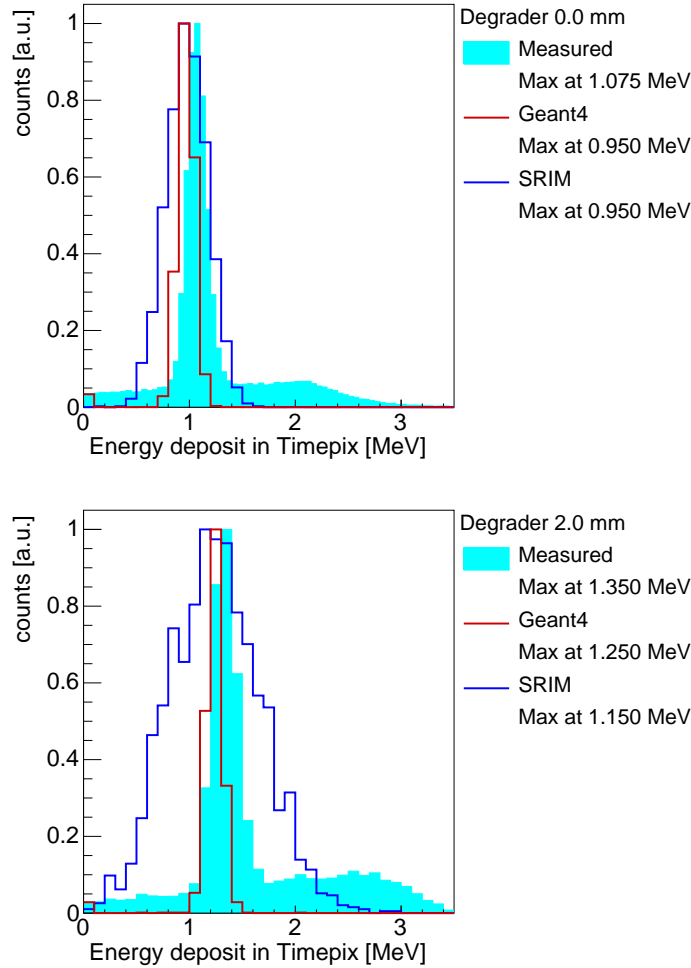 Degrader 0.0 mm
Measured
Max at 1.075 MeV
Geant4
Max at 0.950 MeV
SRIM
Max at 0.950 MeV
counts [a.u.]
1
0.8
0.6
0.4
0.2
0
0 1 2 3
Energy deposit in Timepix [MeV]
Degrader 2.0 mm
Measured
Max at 1.350 MeV
Geant4
Max at 1.250 MeV
SRIM
Max at 1.150 MeV
counts [a.u.]
1
0.8
0.6
0.4
0.2
0
0 1 2 3
Energy deposit in Timepix [MeV]